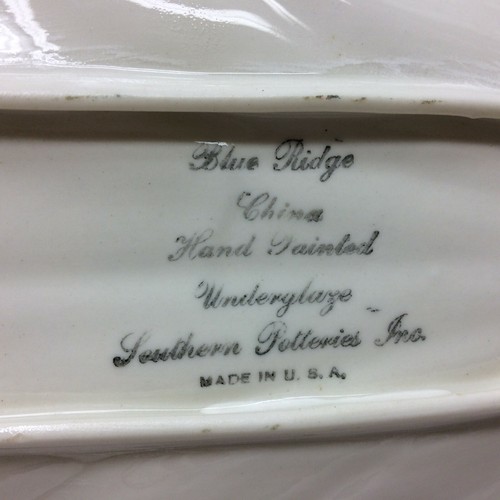 Blue Ridge
China
Hand Painted
Underglaze
Southern Potteries Inc.
MADE IN U. S. A.